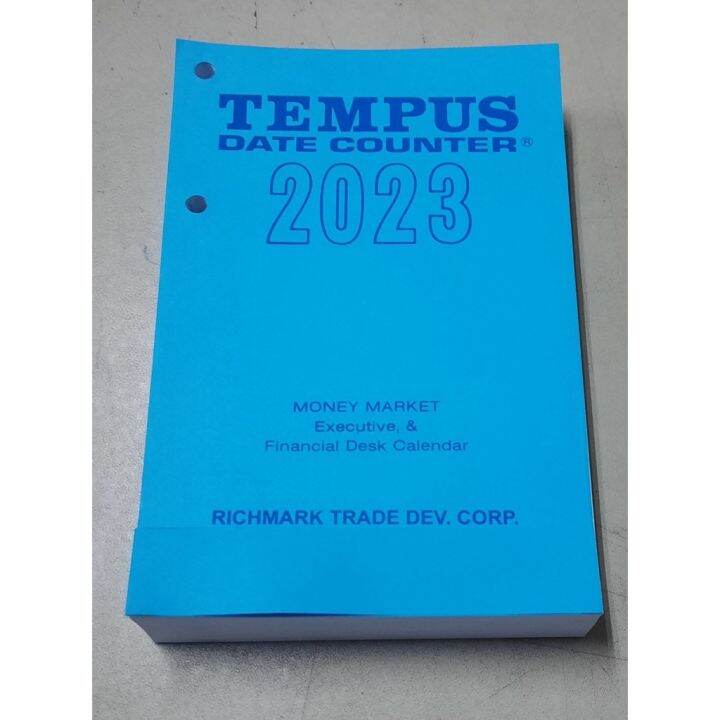 TEMPUS
DATE COUNTER®
2023
MONEY MARKET
Executive, &
Financial Desk Calendar
RICHMARK TRADE DEV. CORP.